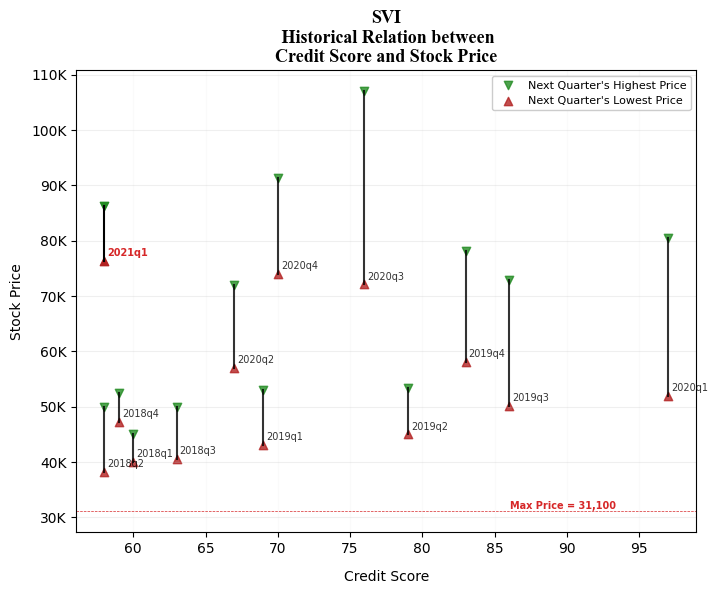 SVI
Historical Relation between
Credit Score and Stock Price
Next Quarter's Highest Price
Next Quarter's Lowest Price
110K
100K
90K
80K
70K
60K
50K
40K
30K
Stock Price
2021q1
2020q4
2020q3
2019q4
2020q2
2020q1
2019q3
2018q4
2019q2
2019q1
2018q1
2018q3
2018q2
Max Price = 31,100
60
65
70
75
80
85
90
95
Credit Score